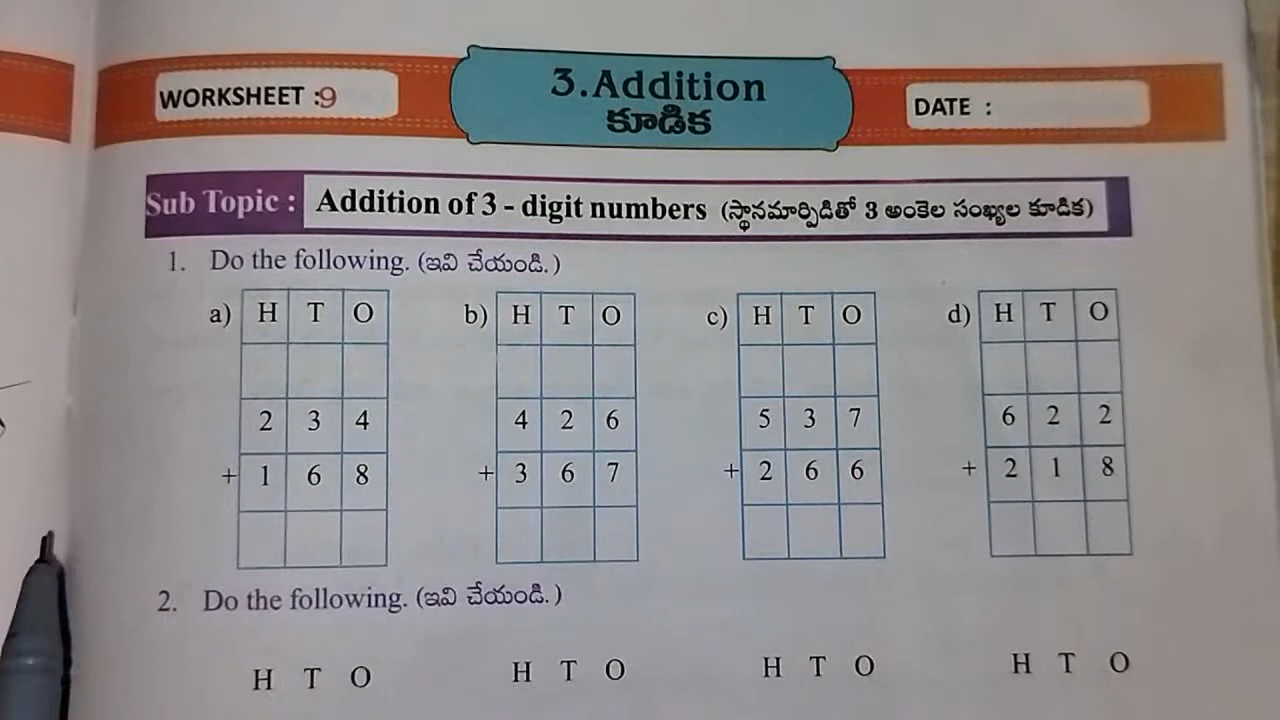 WORKSHEET :9
3.Addition
కూడిక
DATE :
Sub Topic : Addition of 3 - digit numbers (స్థానమార్పిడితో 3 అంకెల సంఖ్యల కూడిక)
1. Do the following. (ఇవి చేయండి.)
a) H T O
2 3 4
+ 1 6 8
b) H T O
4 2 6
+ 3 6 7
c) H T O
5 3 7
+ 2 6 6
d) H T O
6 2 2
+ 2 1 8
2. Do the following. (ఇవి చేయండి.)
H T O H T O H T O H T O